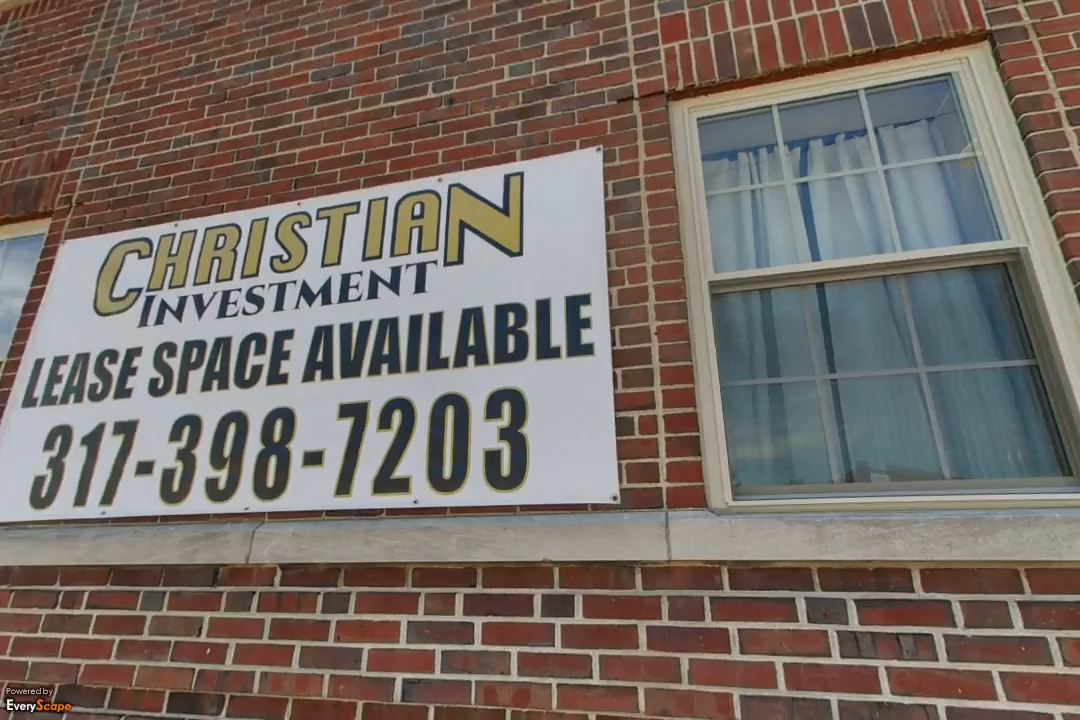 CHRISTIAN
INVESTMENT
LEASE SPACE AVAILABLE
317-398-7203
Powered by
EveryScape